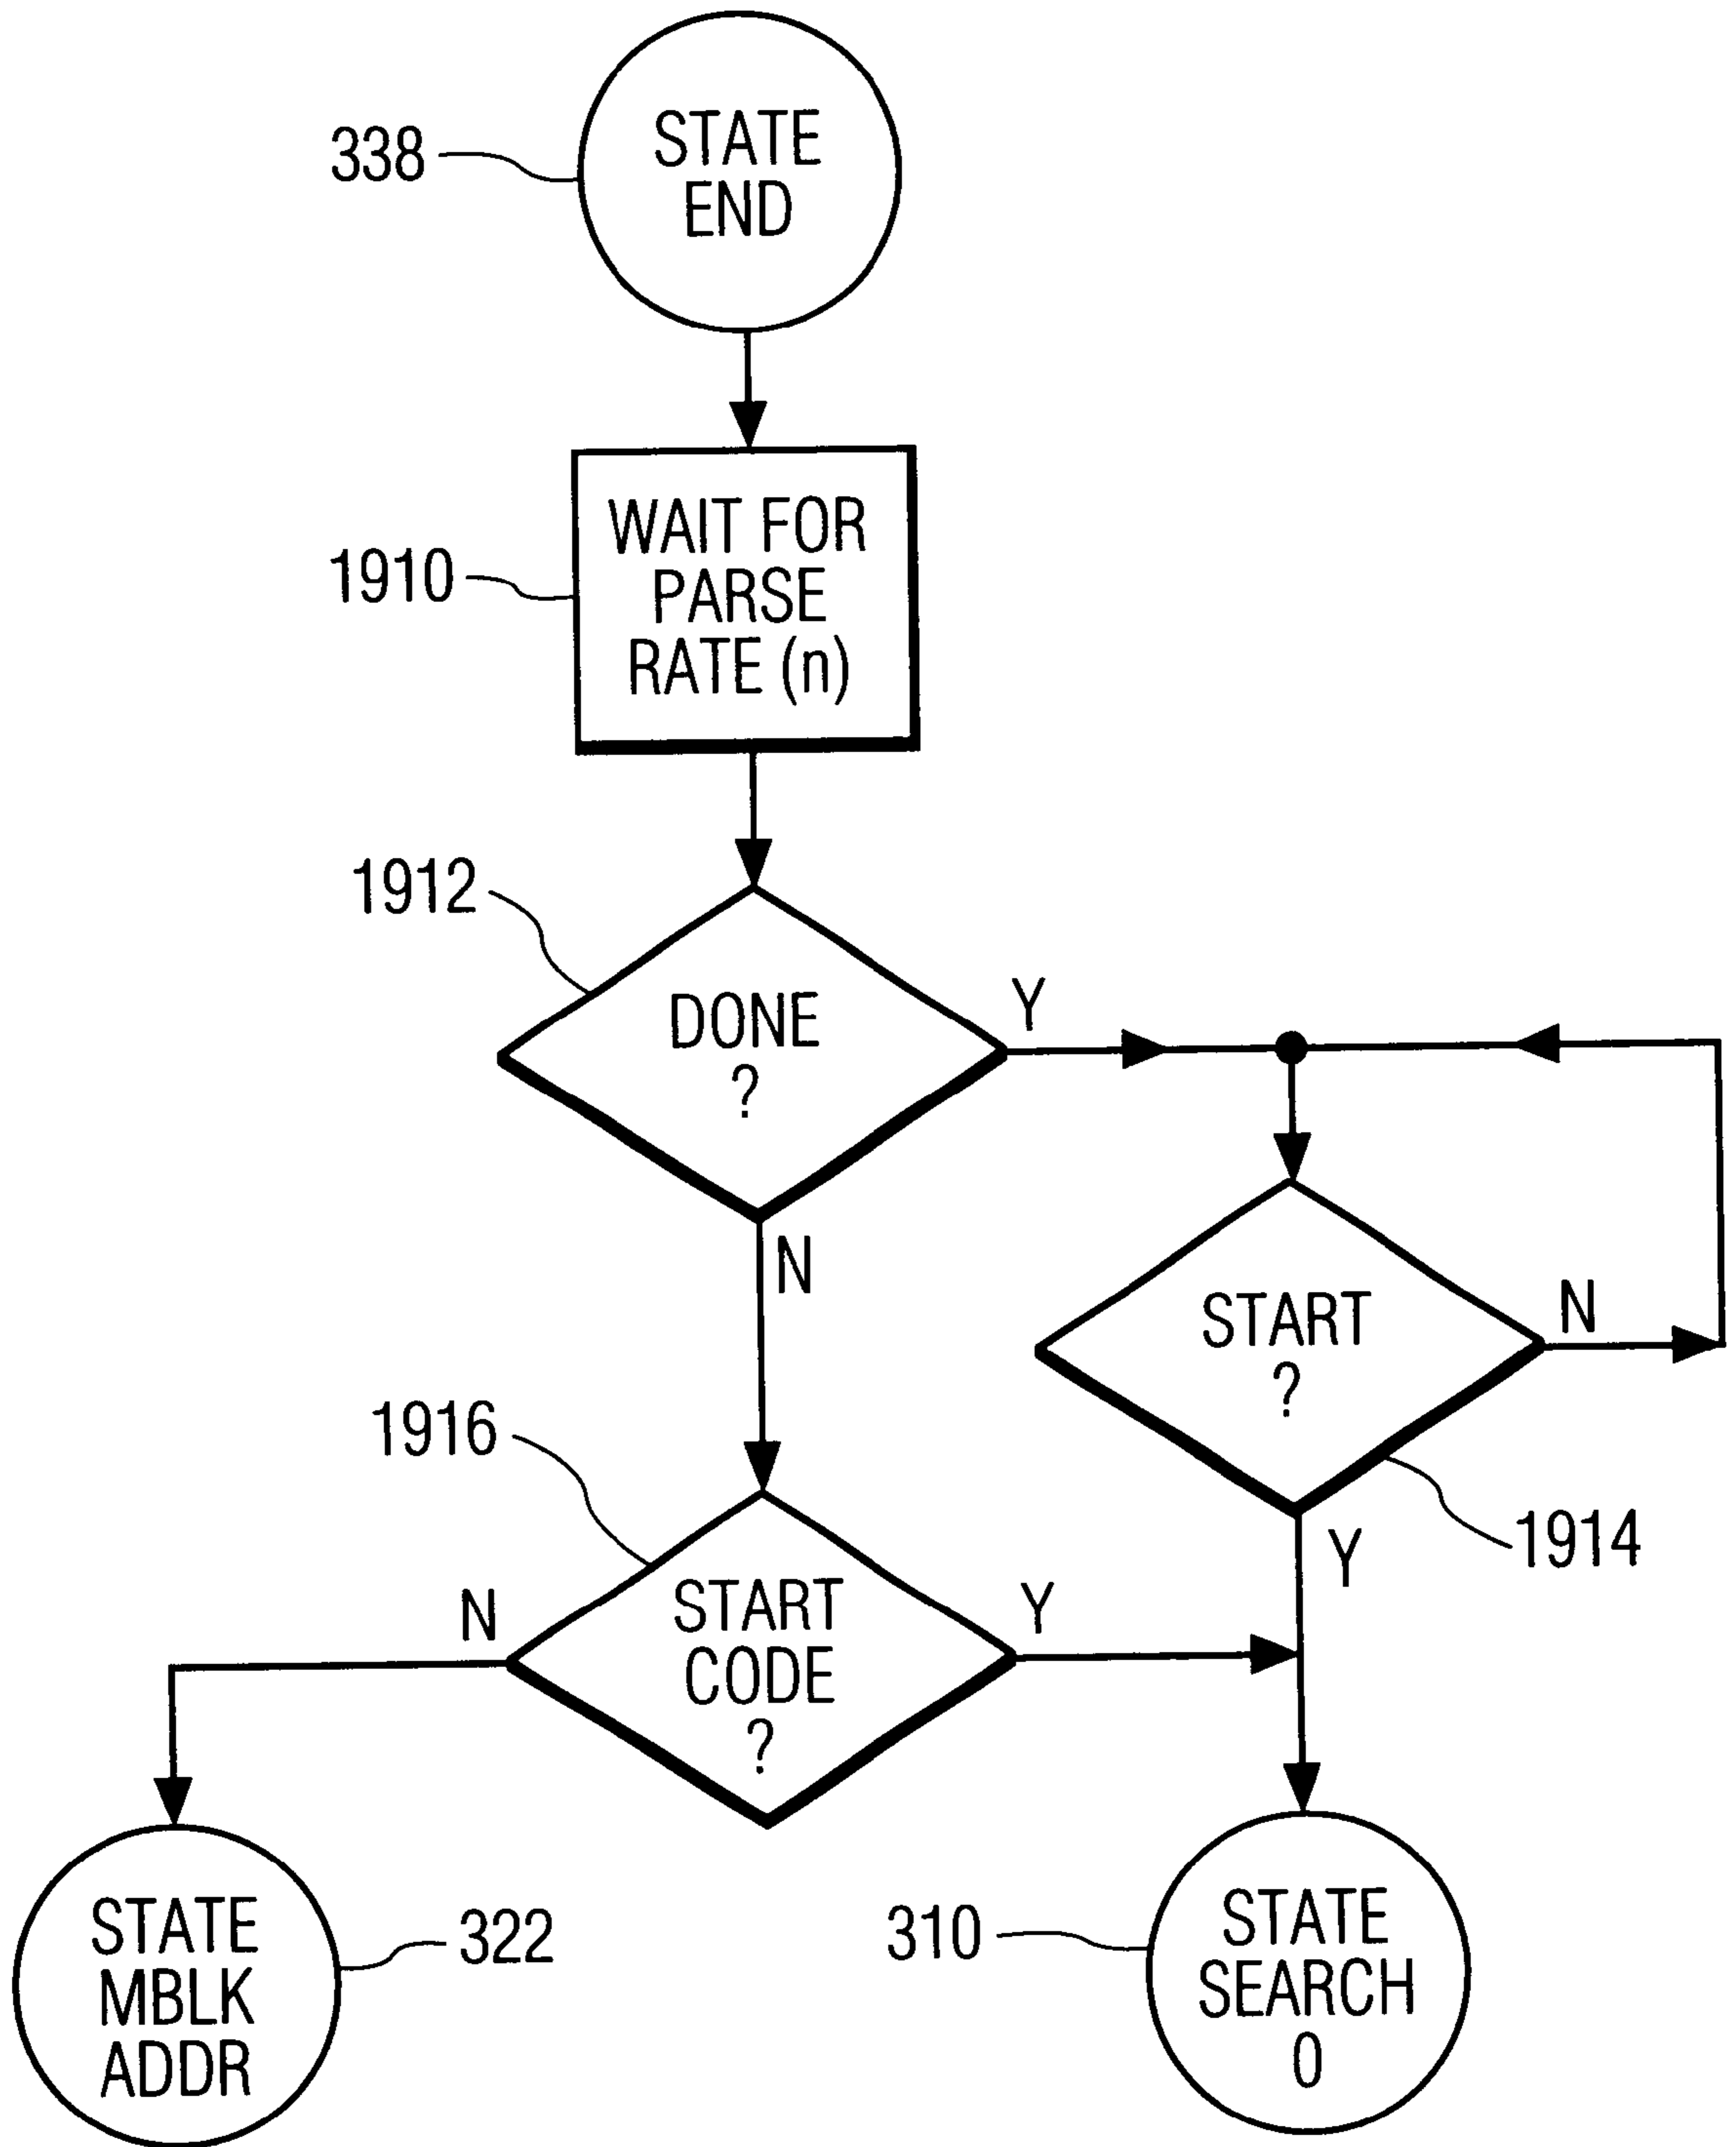 338
STATE
END
1910
WAIT FOR
PARSE
RATE (n)
1912
DONE
?
Y
N
START
?
N
1914
Y
1916
START
CODE
?
N
Y
STATE
MBLK
ADDR
322
310
STATE
SEARCH
0